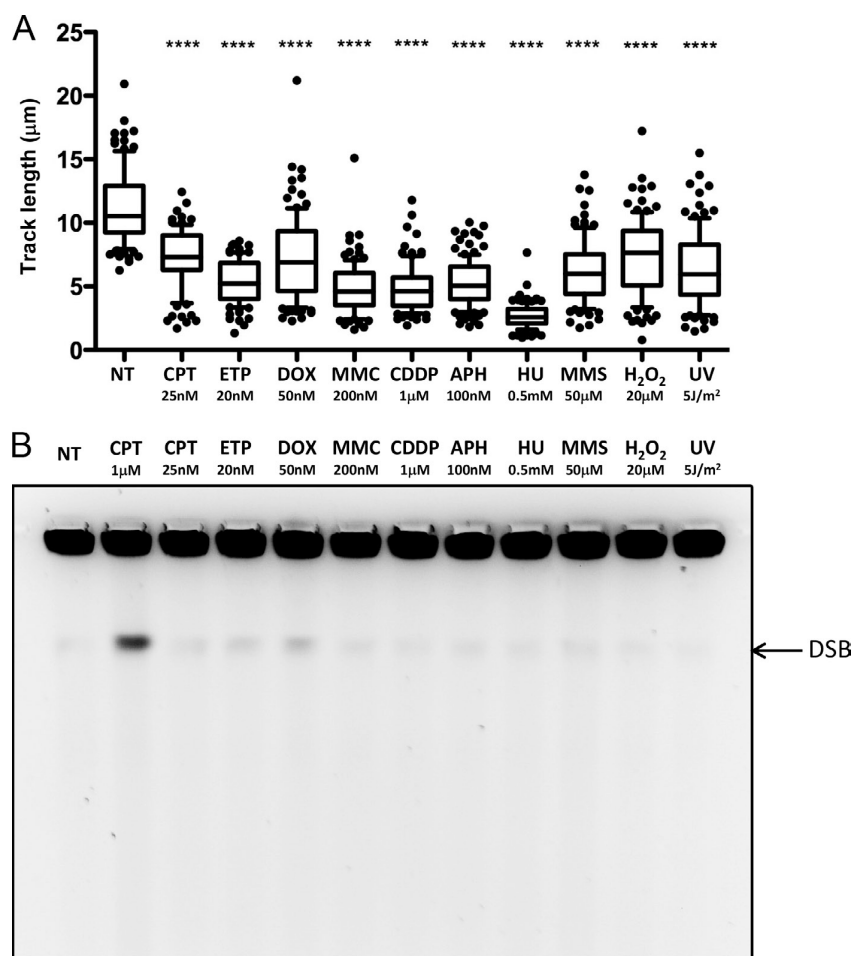 A
25
20
15
10
5
0
Track length (μm)
**** **** **** **** **** **** **** **** **** ****
NT CPT ETP DOX MMC CDDP APH HU MMS H₂O₂ UV
25nM 20nM 50nM 200nM 1μM 100nM 0.5mM 50μM 20μM 5J/m²
B
NT CPT CPT ETP DOX MMC CDDP APH HU MMS H₂O₂ UV
1μM 25nM 20nM 50nM 200nM 1μM 100nM 0.5mM 50μM 20μM 5J/m²
DSB